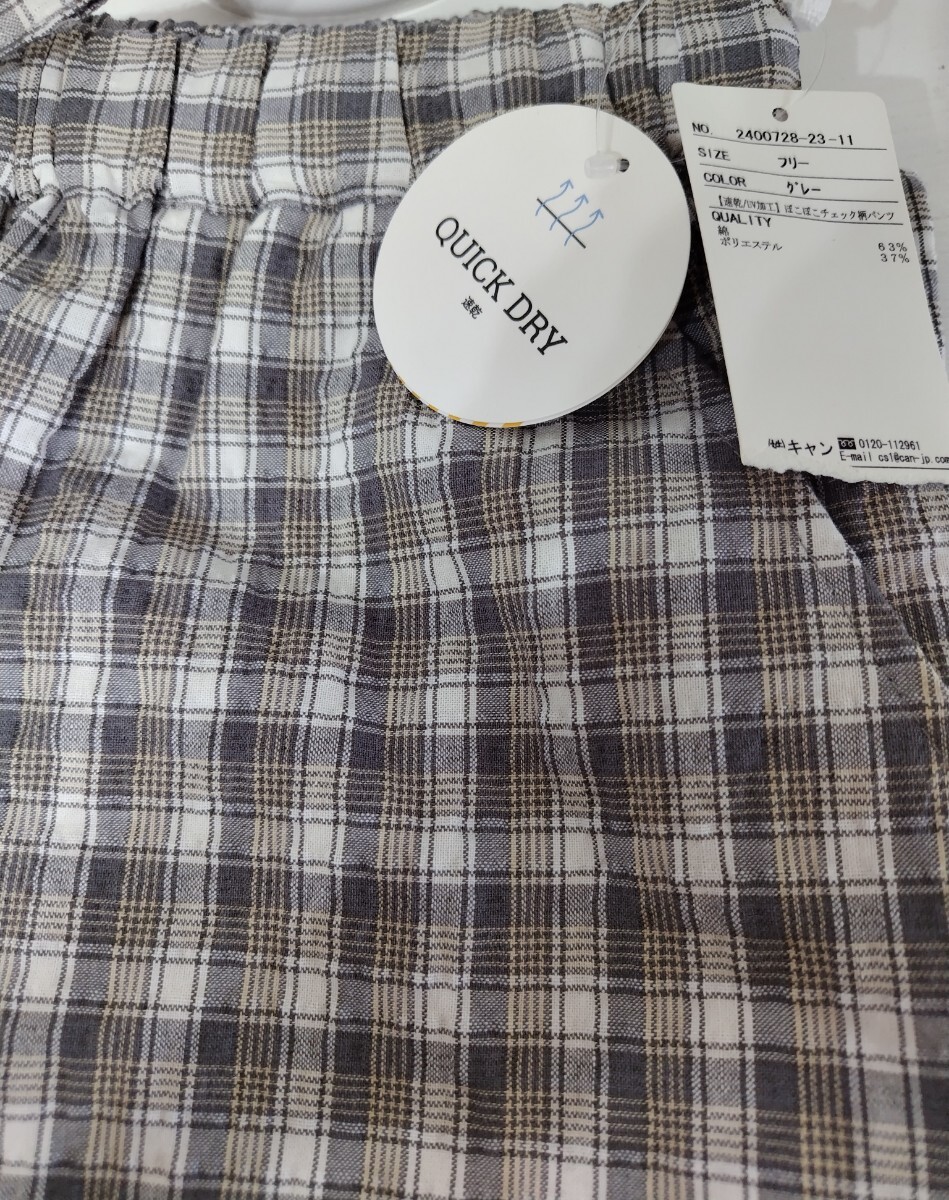 QUICK DRY
速乾
NO. 2400728-23-11
SIZE フリー
COLOR グレー
【速乾/UV加工】ぽこぽこチェック柄パンツ
QUALITY
綿 63%
ポリエステル 37%
㈱キャン 0120-112961
E-mail cs1@can-jp.com